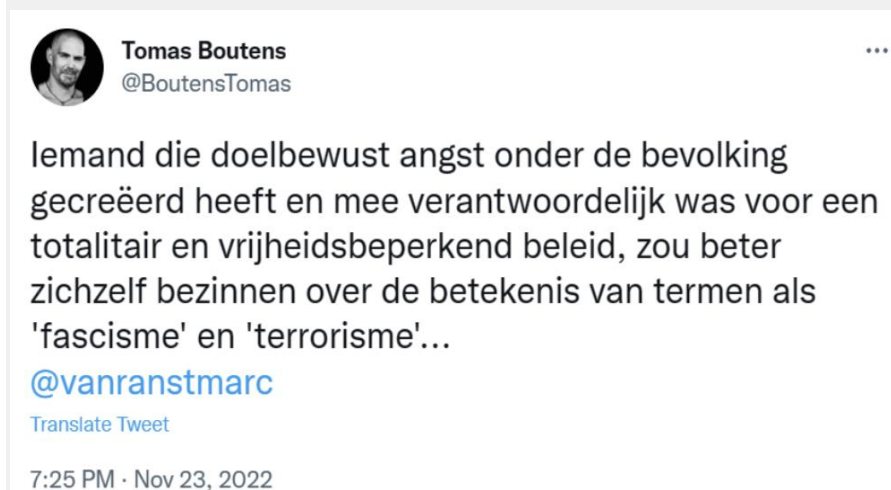 Tomas Boutens
@BoutensTomas
Iemand die doelbewust angst onder de bevolking
gecreëerd heeft en mee verantwoordelijk was voor een
totalitair en vrijheidsbeperkend beleid, zou beter
zichzelf bezinnen over de betekenis van termen als
'fascisme' en 'terrorisme'...
@vanranstmarc
Translate Tweet
7:25 PM · Nov 23, 2022